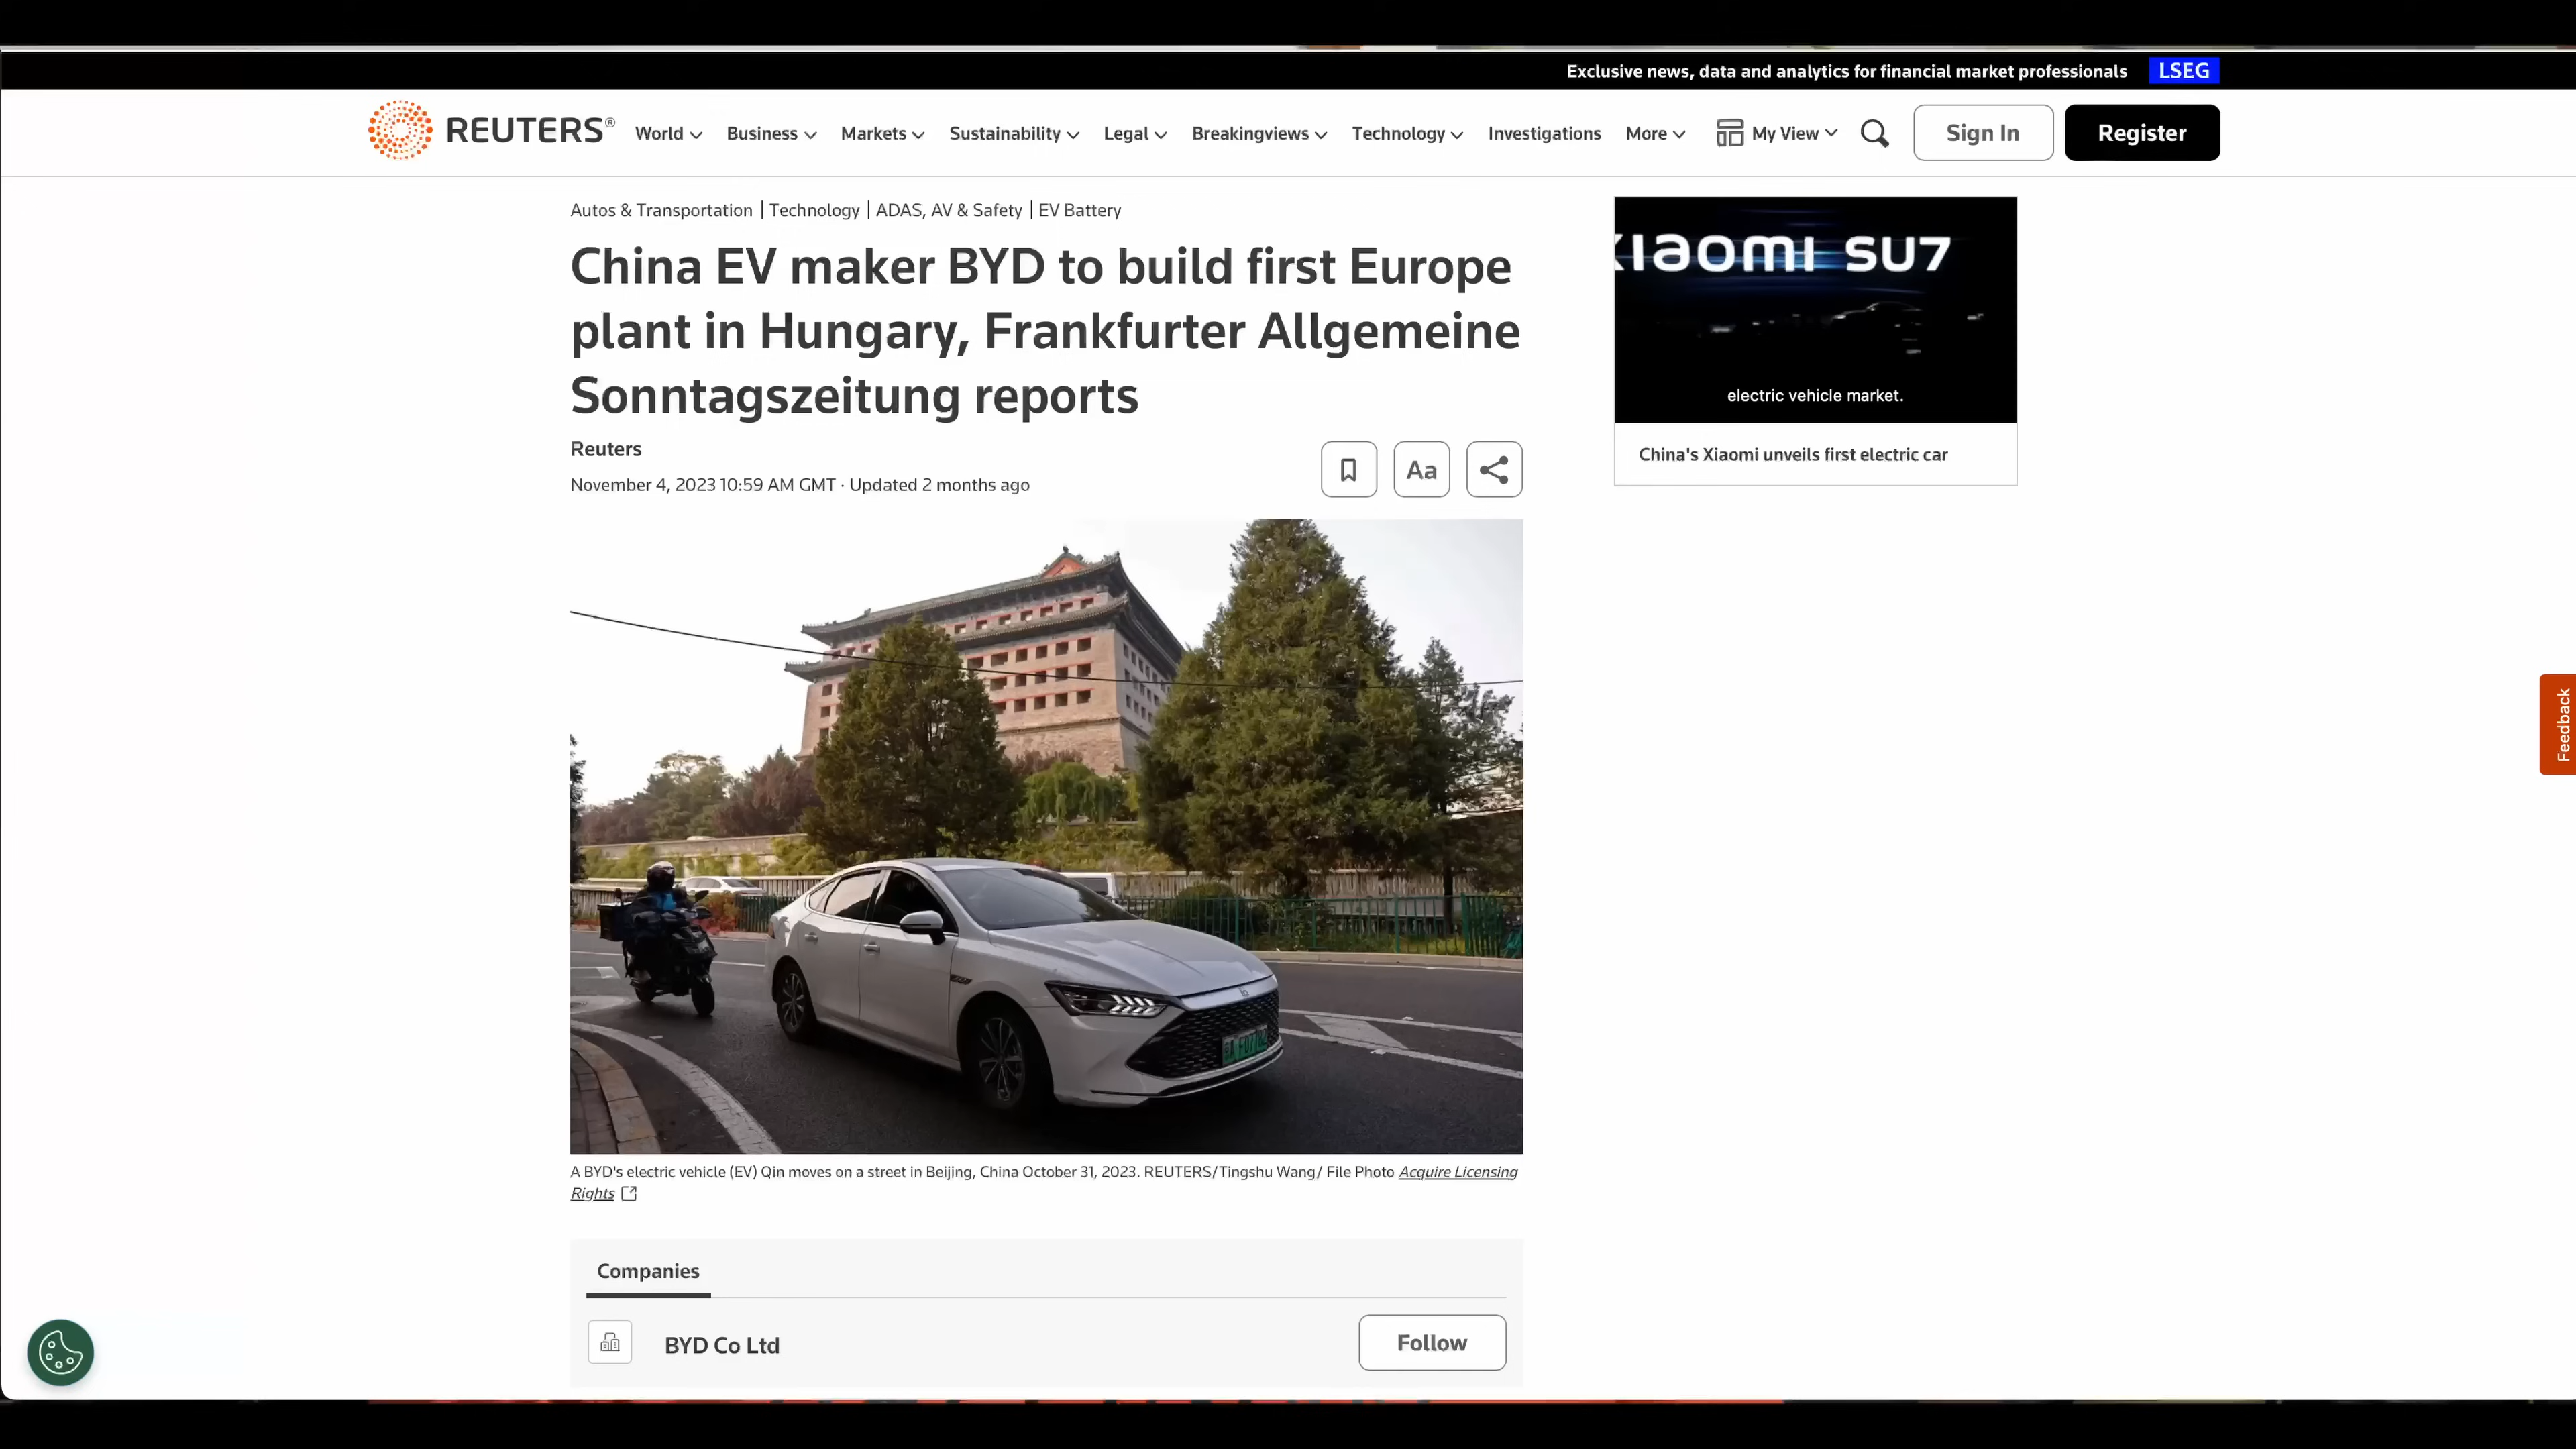 Exclusive news, data and analytics for financial market professionals LSEG
REUTERS® World Business Markets Sustainability Legal Breakingviews Technology Investigations More My View Sign In Register
Autos & Transportation | Technology | ADAS, AV & Safety | EV Battery
China EV maker BYD to build first Europe
plant in Hungary, Frankfurter Allgemeine
Sonntagszeitung reports
Reuters
November 4, 2023 10:59 AM GMT · Updated 2 months ago
Aa
XIAOMI SU7
electric vehicle market.
China's Xiaomi unveils first electric car
A BYD's electric vehicle (EV) Qin moves on a street in Beijing, China October 31, 2023. REUTERS/Tingshu Wang/ File Photo Acquire Licensing
Rights
Companies
BYD Co Ltd
Follow
Feedback